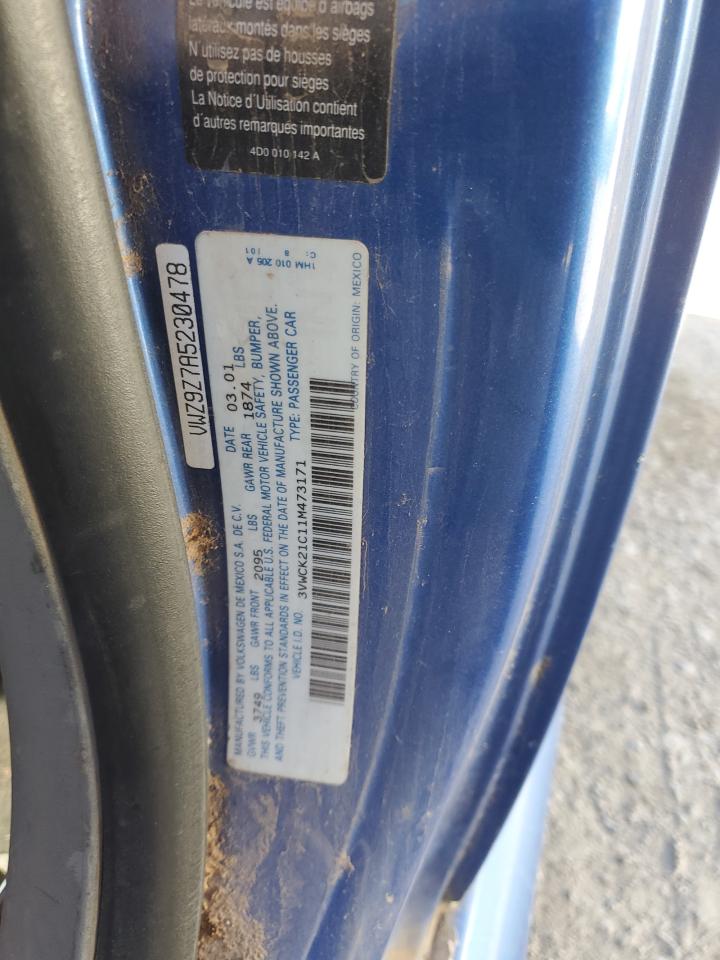 Le véhicule est équipé d'airbags
latéraux montés dans les sièges
N'utilisez pas de housses
de protection pour sièges
La Notice d'Utilisation contient
d'autres remarques importantes
4D0 010 142 A
VWZ9Z7A5230478
MANUFACTURED BY VOLKSWAGEN DE MEXICO S.A. DE C.V. DATE 03.01
GVWR 3749 LBS GAWR FRONT 2095 LBS GAWR REAR 1874 LBS
THIS VEHICLE CONFORMS TO ALL APPLICABLE U.S. FEDERAL MOTOR VEHICLE SAFETY, BUMPER,
AND THEFT PREVENTION STANDARDS IN EFFECT ON THE DATE OF MANUFACTURE SHOWN ABOVE.
VEHICLE I.D. NO. 3VWCK21C11M473171 TYPE: PASSENGER CAR
COUNTRY OF ORIGIN: MEXICO
1HM 010 205 A
C: 8 101